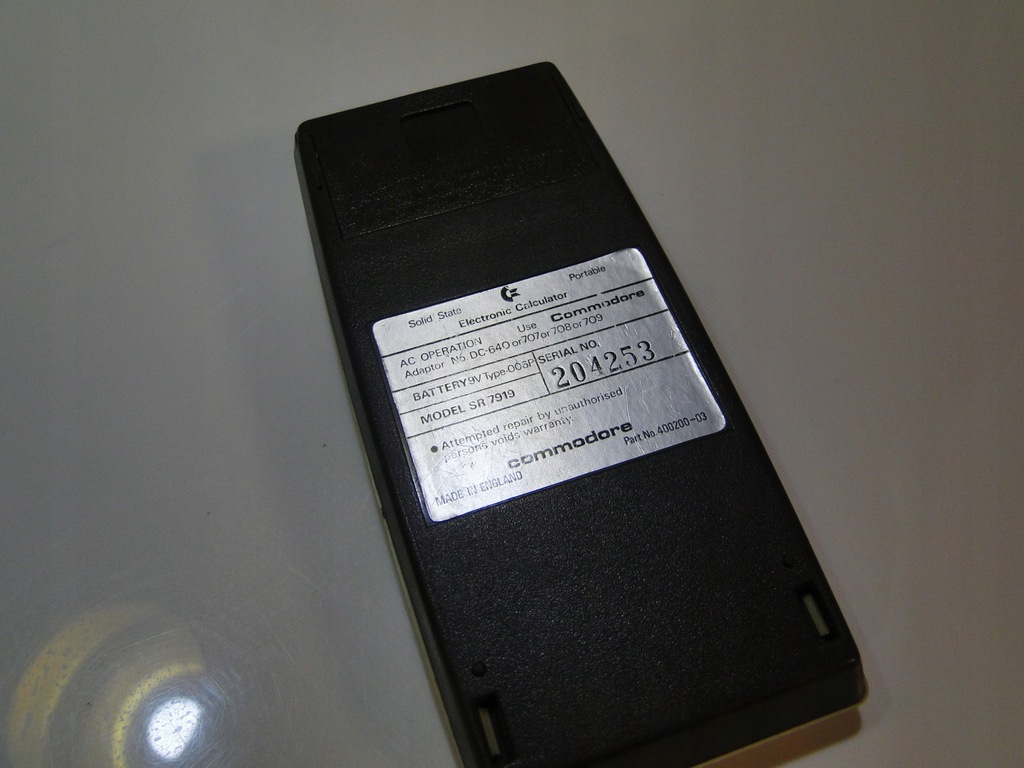 Solid State Portable
Electronic Calculator
AC OPERATION Use Commodore
Adaptor No. DC-640 or 707 or 708 or 709
BATTERY 9V Type-006P
SERIAL NO.
204253
MODEL SR 7919
• Attempted repair by unauthorised
persons voids warranty.
commodore
MADE IN ENGLAND
Part No. 400200-03